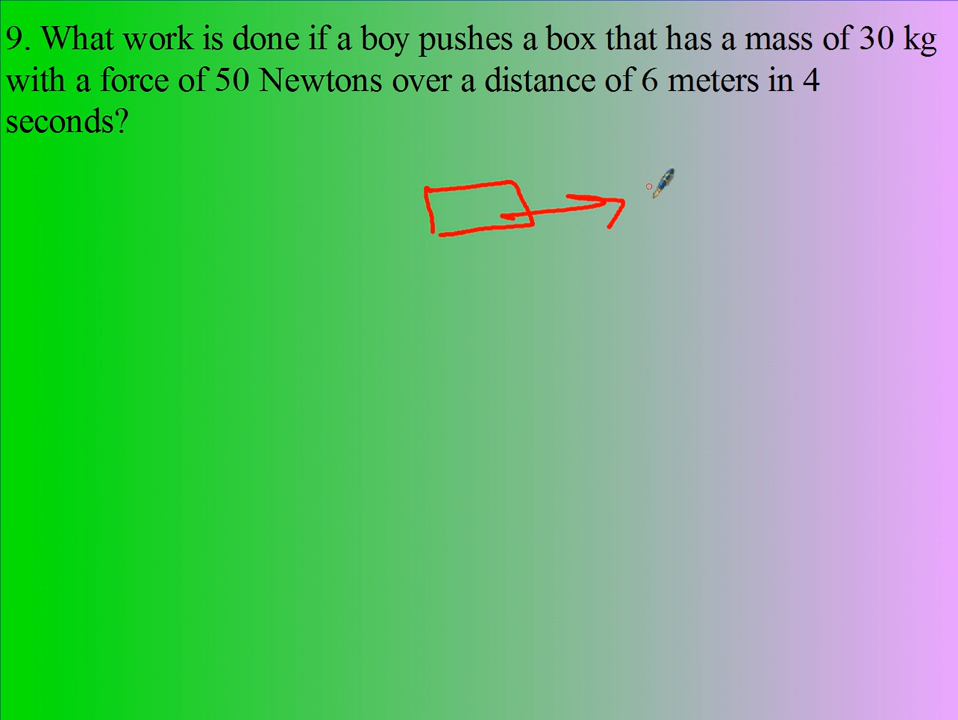 9. What work is done if a boy pushes a box that has a mass of 30 kg
with a force of 50 Newtons over a distance of 6 meters in 4
seconds?